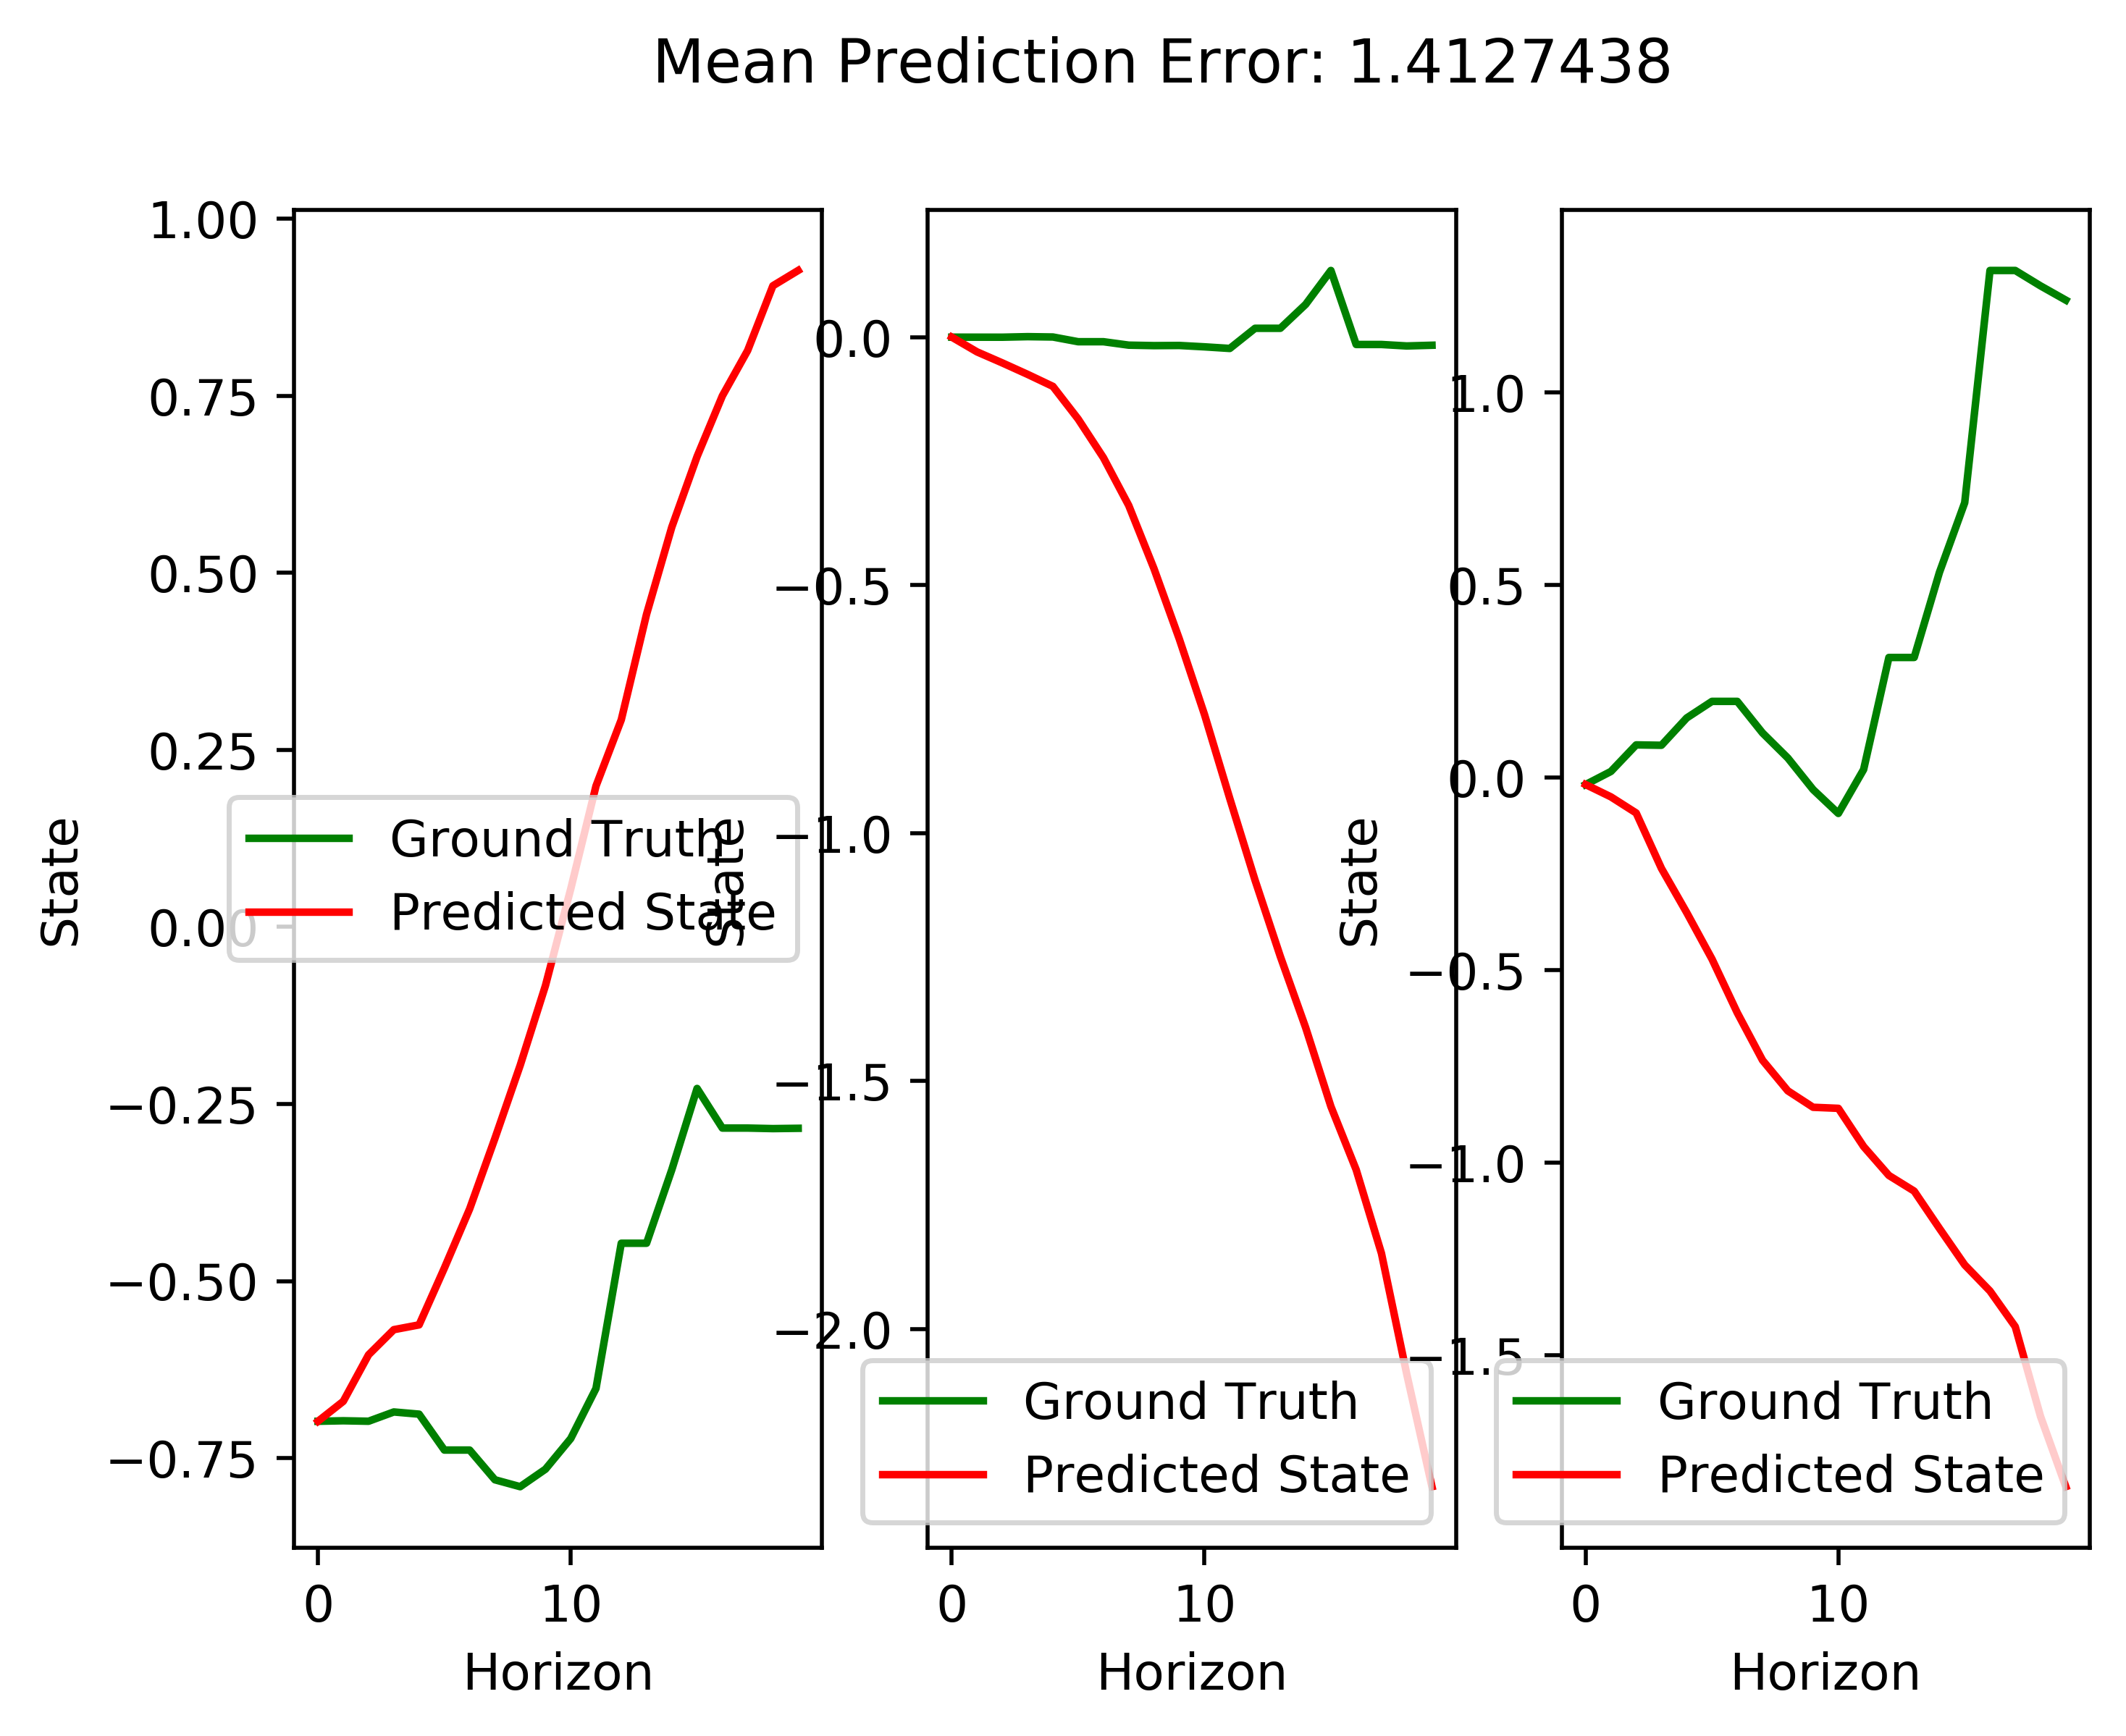 Mean Prediction Error: 1.4127438
1.00
0.75
0.50
0.25
0.00
−0.25
−0.50
−0.75
State
Ground Truth
Predicted State
0
10
Horizon
0.0
−0.5
−1.0
−1.5
−2.0
State
Ground Truth
Predicted State
0
10
Horizon
1.0
0.5
0.0
−0.5
−1.0
−1.5
State
Ground Truth
Predicted State
0
10
Horizon